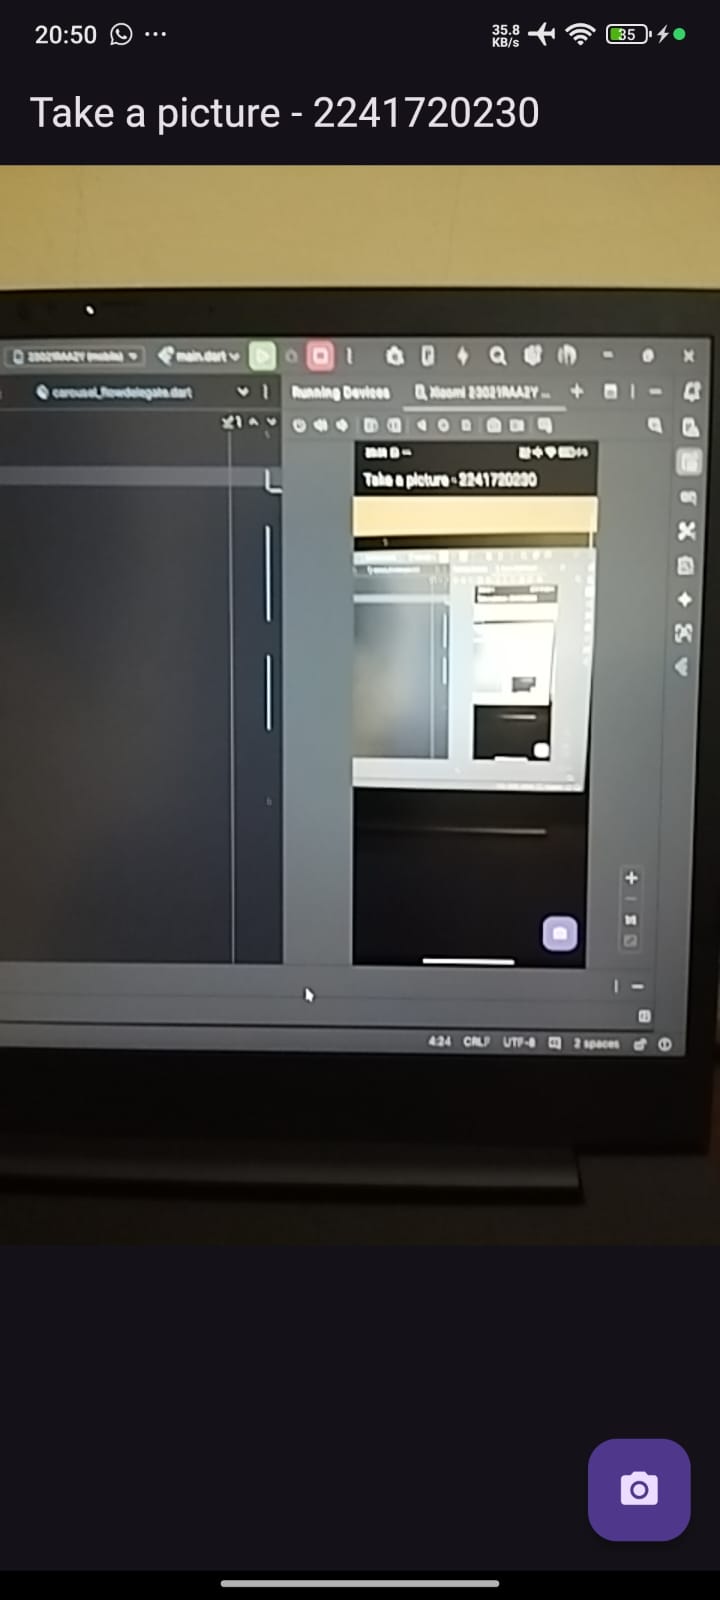 20:50
35.8
KB/s
35
Take a picture - 2241720230
23021RAA2Y (mobile)
main.dart
carousel_flowdelegate.dart
Running Devices
Xiaomi 23021RAA2Y ...
1
Take a picture - 2241720230
4:24 CRLF UTF-8 2 spaces